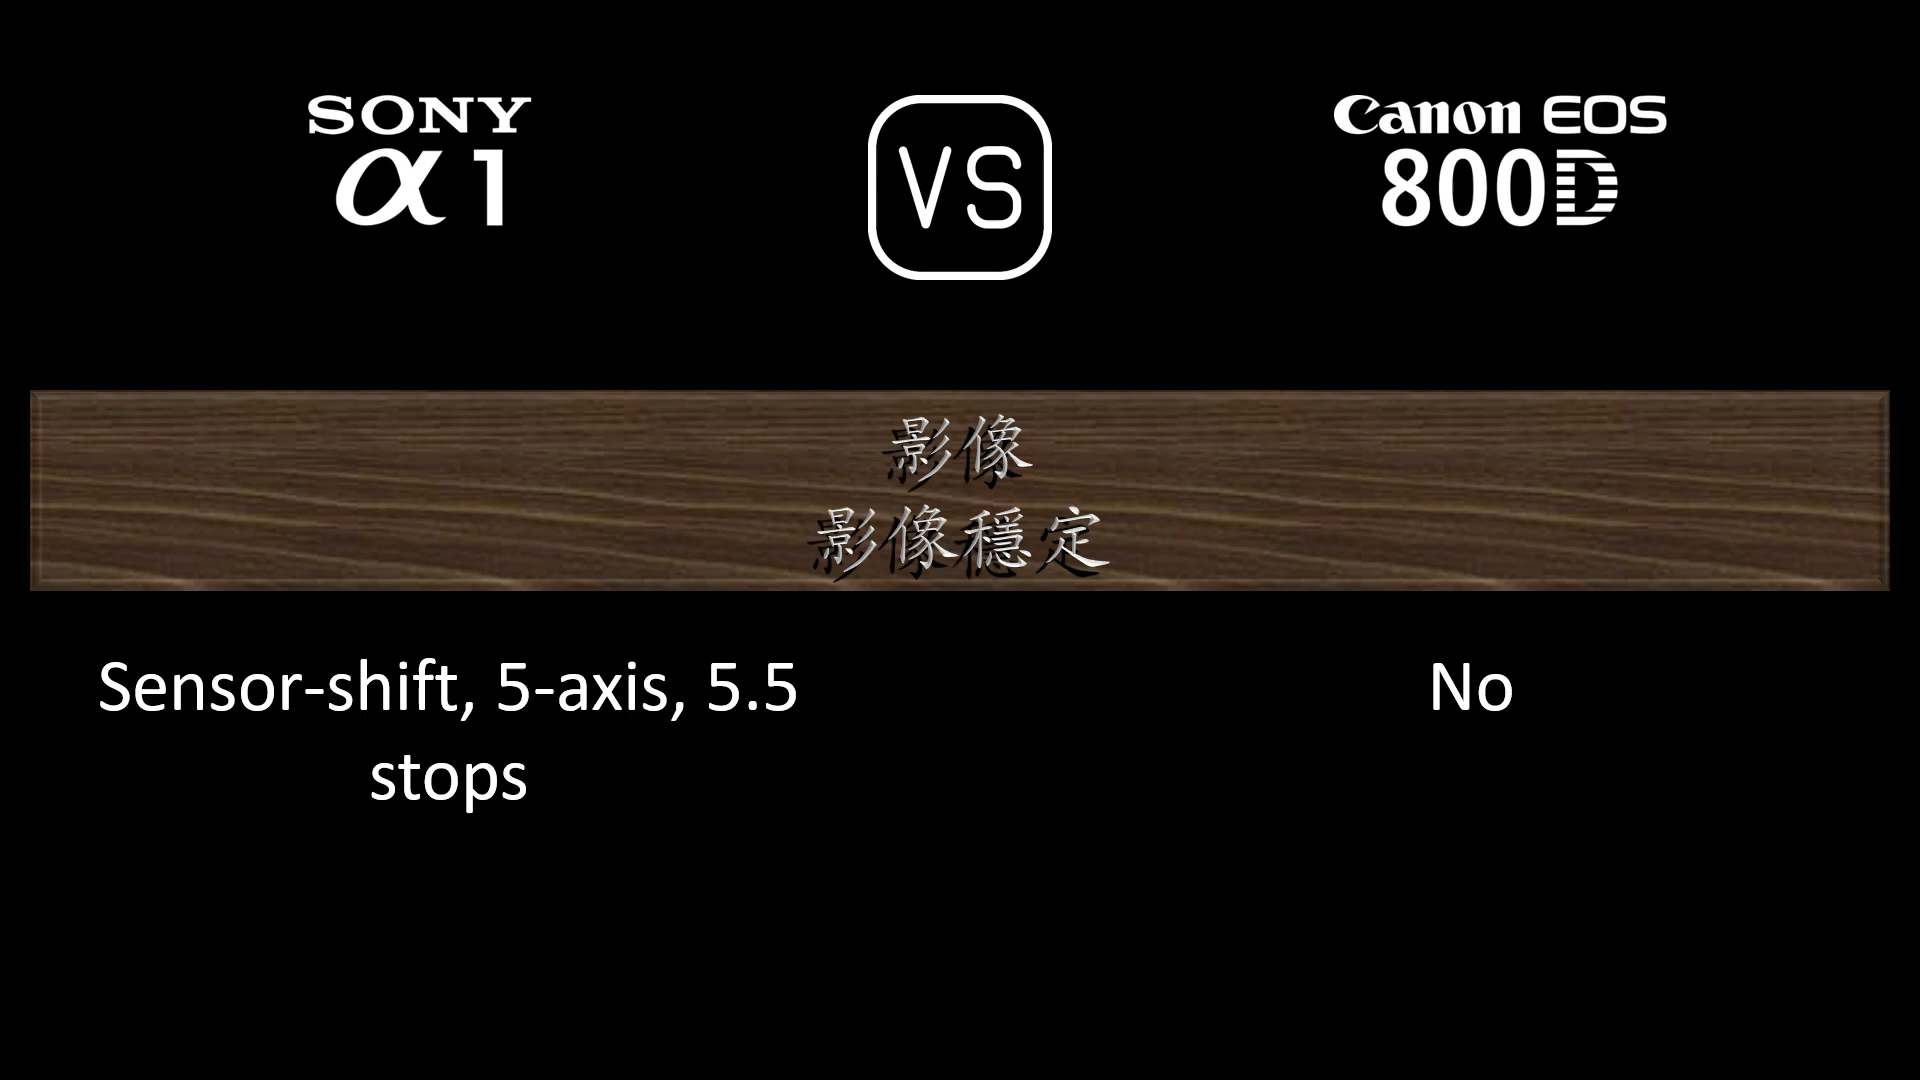 SONY
α1
VS
Canon EOS
800D
影像
影像穩定
Sensor-shift, 5-axis, 5.5
stops
No